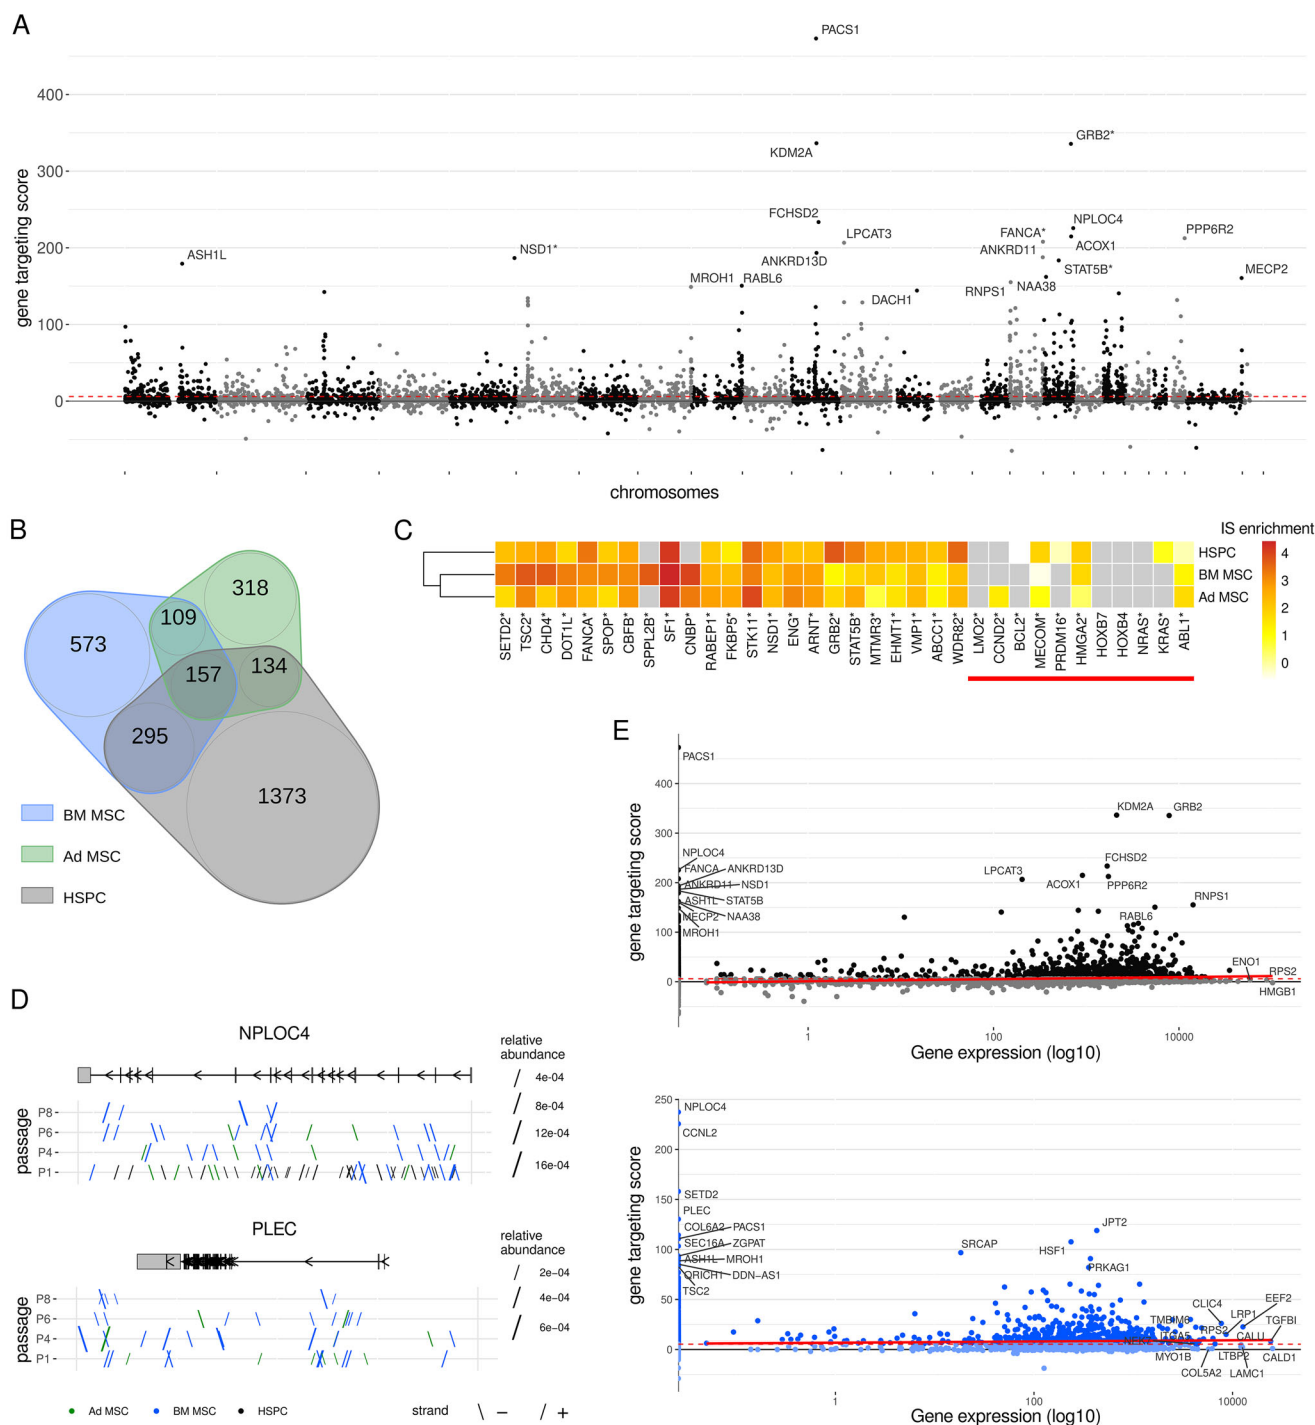 A
PACS1
400
GRB2*
KDM2A
300
gene targeting score
FCHSD2
NPLOC4
LPCAT3
FANCA*
PPP6R2
200
ASH1L
NSD1*
ANKRD13D
ANKRD11
ACOX1
STAT5B*
MECP2
MROH1
RABL6
DACH1
RNPS1
NAA38
100
0
chromosomes
B
318
109
573
157
134
295
1373
BM MSC
Ad MSC
HSPC
C
IS enrichment
HSPC
BM MSC
Ad MSC
4
3
2
1
0
SETD2*
TSC2*
CHD4*
DOT1L*
FANCA*
SPOP*
CBFB*
SPPL2B*
SF1*
CNBP*
RABEP1*
FKBP5*
STK11*
NSD1*
ENG*
ARNT*
GRB2*
STAT5B*
MTMR3*
EHMT1*
VMP1*
ABCC1*
WDR82*
LMO2*
CCND2*
BCL2*
MECOM*
PRDM16*
HMGA2*
HOXB7
HOXB4
NRAS*
KRAS*
ABL1*
D
NPLOC4
relative
abundance
4e-04
8e-04
12e-04
16e-04
passage
P8
P6
P4
P1
PLEC
relative
abundance
2e-04
4e-04
6e-04
passage
P8
P6
P4
P1
Ad MSC
BM MSC
HSPC
strand
−
+
E
PACS1
400
KDM2A
GRB2
300
gene targeting score
NPLOC4
FANCA
ANKRD13D
FCHSD2
LPCAT3
ACOX1
PPP6R2
200
ANKRD11
NSD1
ASH1L
STAT5B
RNPS1
MECP2
NAA38
RABL6
MROH1
100
ENO1
RPS2
0
HMGB1
1
100
10000
Gene expression (log10)
250
NPLOC4
CCNL2
200
SETD2
150
gene targeting score
PLEC
COL6A2
PACS1
JPT2
SEC16A
ZGPAT
SRCAP
HSF1
100
ASH1L
MROH1
PRKAG1
QRICH1
DDN-AS1
TSC2
EEF2
CLIC4
LRP1
50
TMBIM6
RPS2
TGFBI
ITGA5
CALU
0
MYO1B
LTBP2
CALD1
COL5A2
LAMC1
1
100
10000
Gene expression (log10)